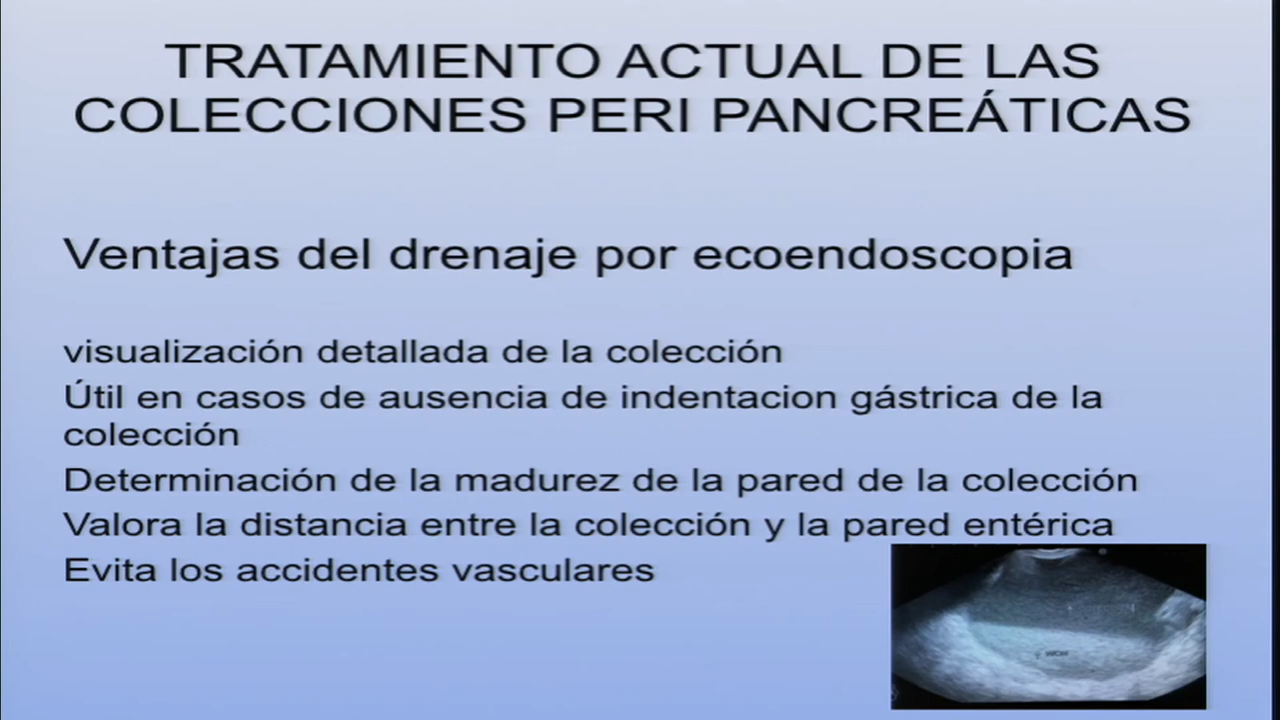 TRATAMIENTO ACTUAL DE LAS
COLECCIONES PERI PANCREÁTICAS
Ventajas del drenaje por ecoendoscopia
visualización detallada de la colección
Útil en casos de ausencia de indentacion gástrica de la
colección
Determinación de la madurez de la pared de la colección
Valora la distancia entre la colección y la pared entérica
Evita los accidentes vasculares